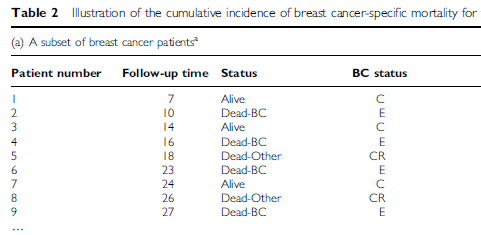 Table 2 Illustration of the cumulative incidence of breast cancer-specific mortality for
(a) A subset of breast cancer patientsa
Patient number Follow-up time Status BC status
1 7 Alive C
2 10 Dead-BC E
3 14 Alive C
4 16 Dead-BC E
5 18 Dead-Other CR
6 23 Dead-BC E
7 24 Alive C
8 26 Dead-Other CR
9 27 Dead-BC E
...